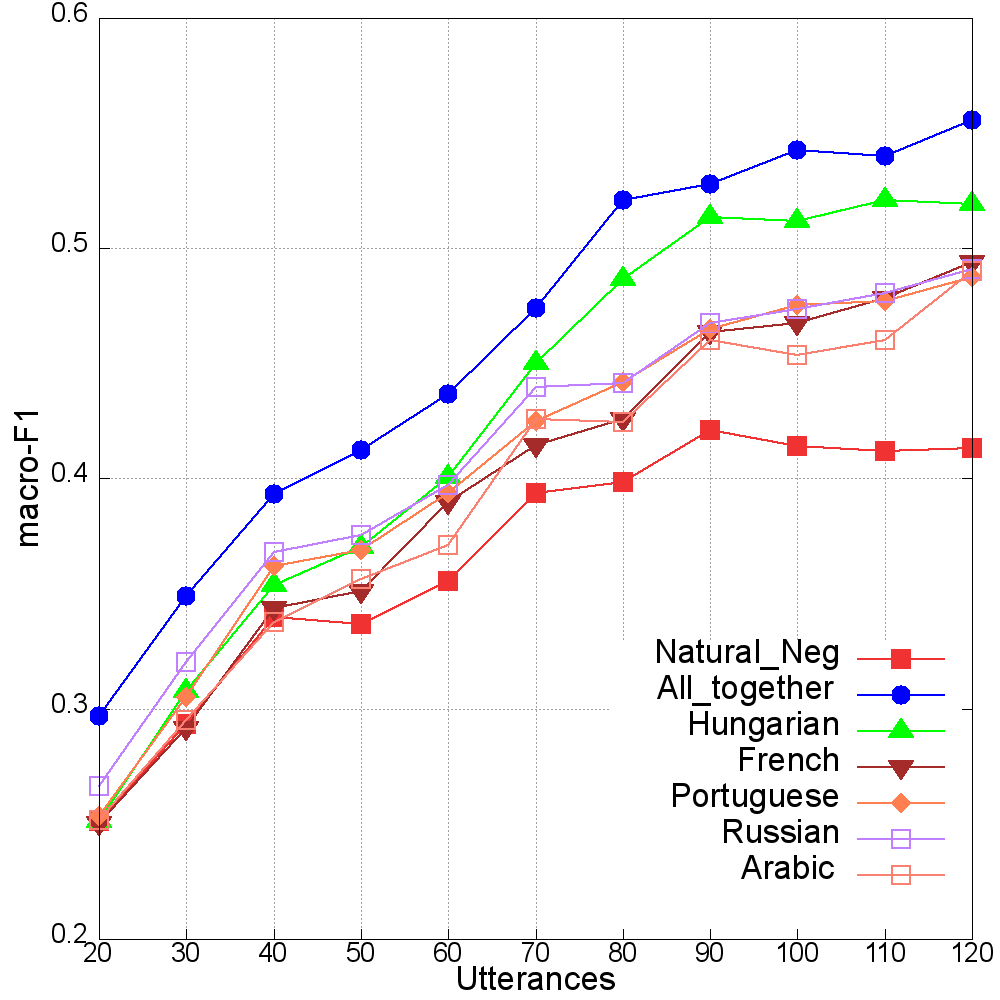 0.6
0.5
0.4
0.3
0.2
macro-F1
20 30 40 50 60 70 80 90 100 110 120
Utterances
Natural_Neg
All_together
Hungarian
French
Portuguese
Russian
Arabic